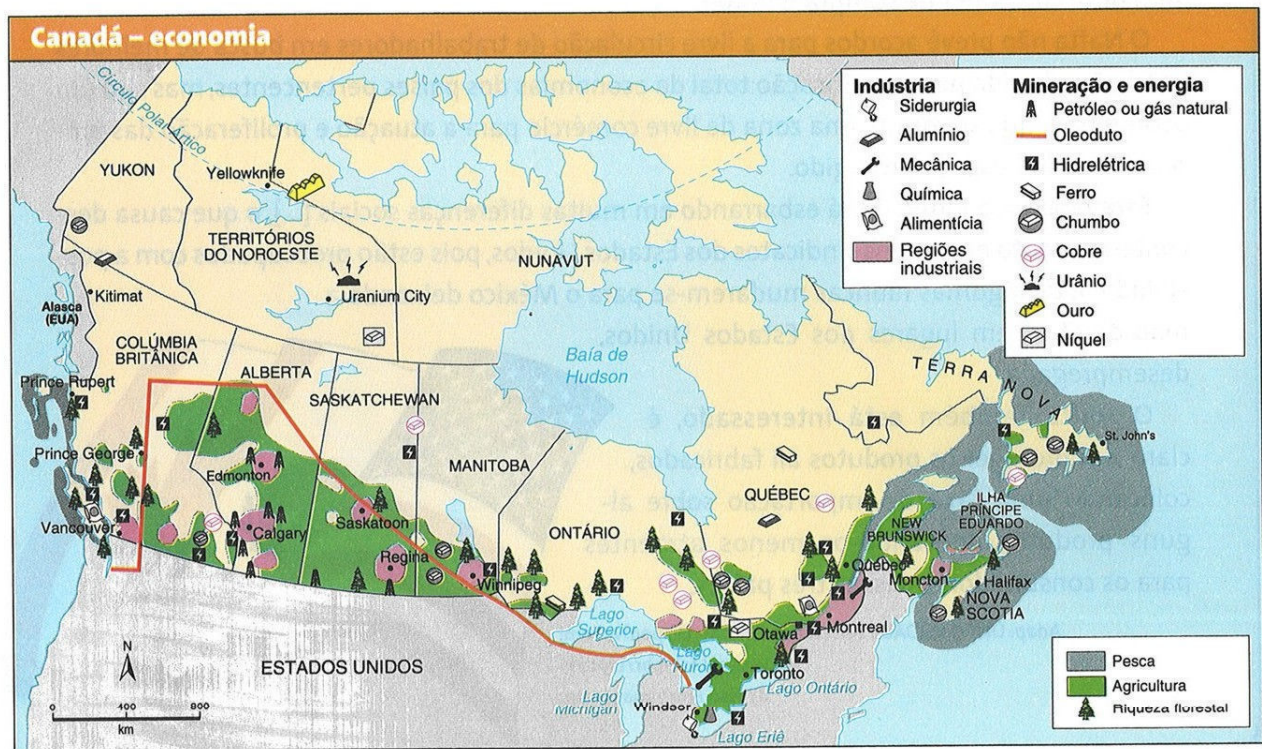 Canadá – economia
Círculo Polar Ártico
YUKON
Yellowknife
TERRITÓRIOS
DO NOROESTE
NUNAVUT
Uranium City
Kitimat
Alasca
(EUA)
COLÚMBIA
BRITÂNICA
ALBERTA
SASKATCHEWAN
MANITOBA
Baía de
Hudson
Prince Rupert
Prince George
Vancouver
Edmonton
Calgary
Saskatoon
Regina
Winnipeg
ONTÁRIO
QUÉBEC
TERRA NOVA
St. John's
ILHA
PRÍNCIPE
EDUARDO
NEW
BRUNSWICK
Québec
Moncton
Halifax
NOVA
SCOTIA
Montreal
Otawa
Toronto
Windoor
Lago
Superior
Lago
Huron
Lago
Michigan
Lago Ontário
Lago Eriê
ESTADOS UNIDOS
N
0 400 800
km
Indústria
Siderurgia
Alumínio
Mecânica
Química
Alimentícia
Regiões
industriais
Mineração e energia
Petróleo ou gás natural
Oleoduto
Hidrelétrica
Ferro
Chumbo
Cobre
Urânio
Ouro
Níquel
Pesca
Agricultura
Riqueza florestal